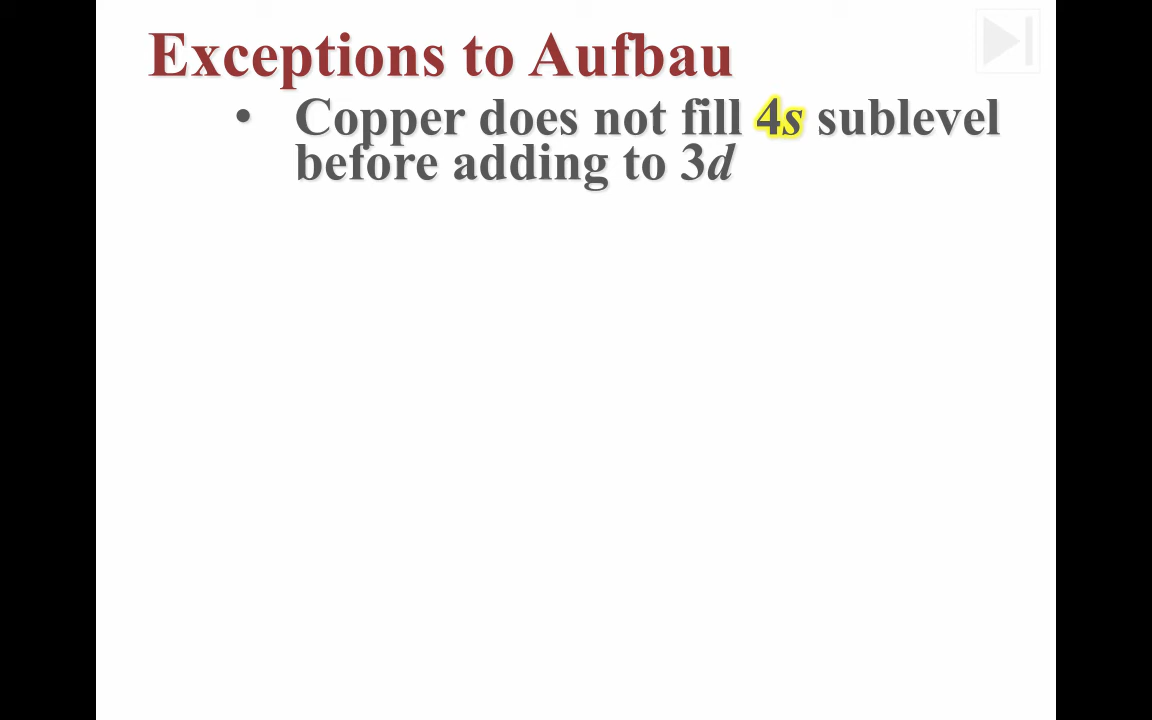 Exceptions to Aufbau
• Copper does not fill 4s sublevel
before adding to 3d